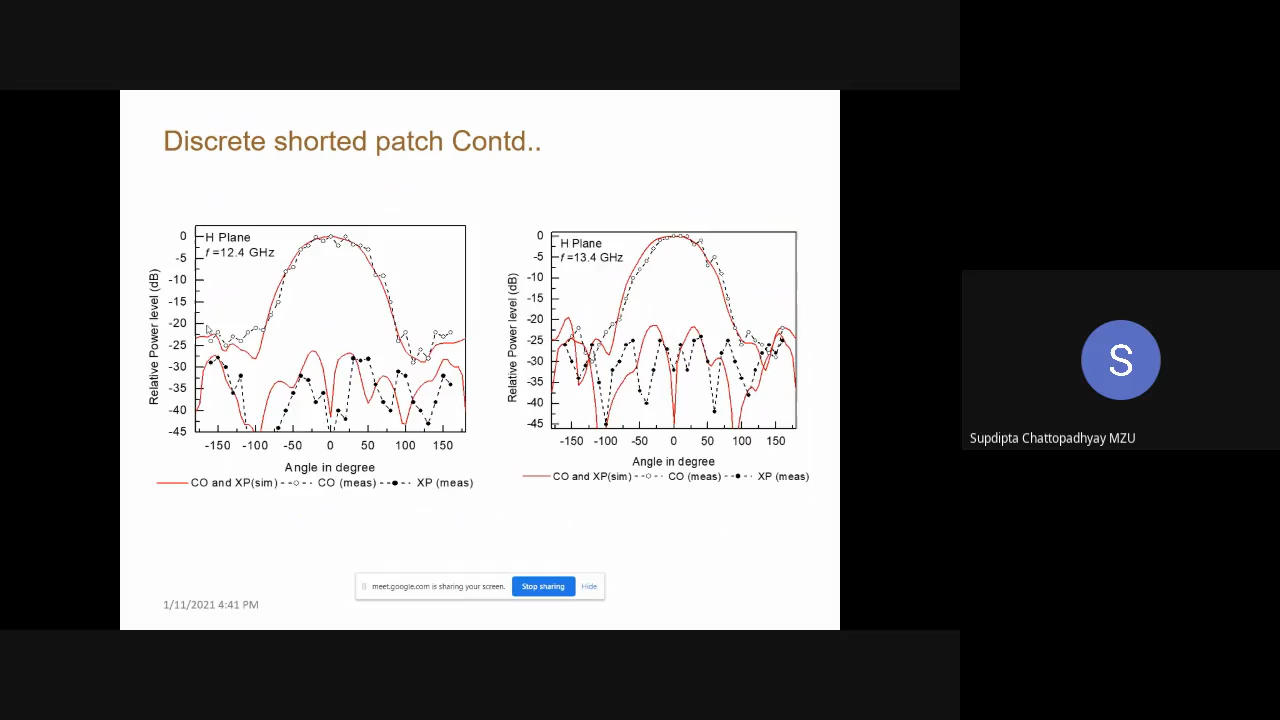 Discrete shorted patch Contd..
H Plane
f =12.4 GHz
0
-5
-10
-15
-20
-25
-30
-35
-40
-45
Relative Power level (dB)
-150 -100 -50 0 50 100 150
Angle in degree
CO and XP(sim) CO (meas) XP (meas)
H Plane
f =13.4 GHz
0
-5
-10
-15
-20
-25
-30
-35
-40
-45
Relative Power level (dB)
-150 -100 -50 0 50 100 150
Angle in degree
CO and XP(sim) CO (meas) XP (meas)
meet.google.com is sharing your screen. Stop sharing Hide
1/11/2021 4:41 PM
S
Supdipta Chattopadhyay MZU